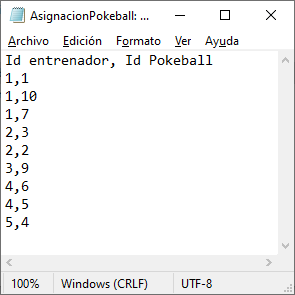 AsignacionPokeball: ...
Archivo Edición Formato Ver Ayuda
Id entrenador, Id Pokeball
1,1
1,10
1,7
2,3
2,2
3,9
4,6
4,5
5,4
100% Windows (CRLF) UTF-8